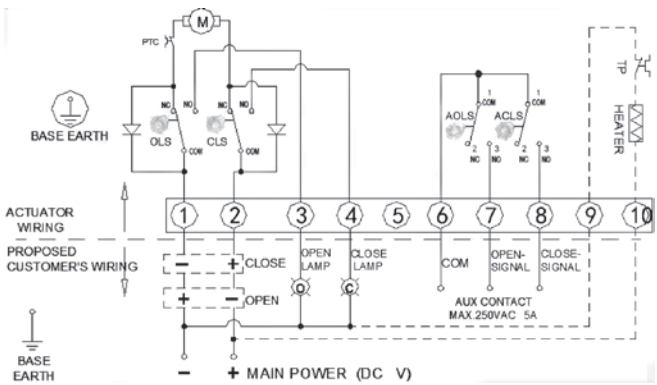 M
PTC
NC NO NC NO
OLS CLS
COM COM
BASE EARTH
1 1
COM COM
AOLS ACLS
2 3 2 3
NC NO NC NO
TP
HEATER
ACTUATOR
WIRING
1 2 3 4 5 6 7 8 9 10
PROPOSED
CUSTOMER'S WIRING
− + CLOSE
+ − OPEN
OPEN
LAMP
CLOSE
LAMP
O C
COM
OPEN-
SIGNAL
CLOSE-
SIGNAL
AUX CONTACT
MAX.250VAC 5A
BASE
EARTH
− + MAIN POWER (DC V)